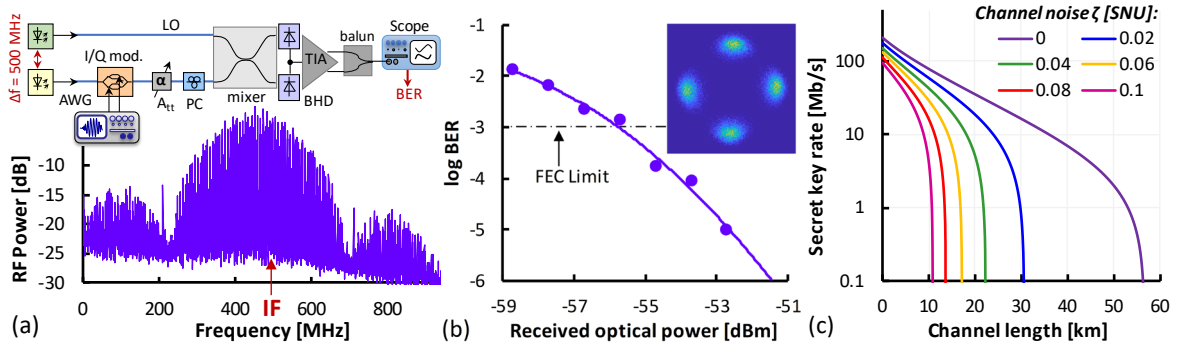 Δf = 500 MHz
LO
I/Q mod.
AWG
α
Att
PC
mixer
BHD
TIA
balun
Scope
BER
RF Power [dB]
-10
-15
-20
-25
-30
0
200
400
600
800
IF
Frequency [MHz]
(a)
log BER
-1
-2
-3
-4
-5
-6
FEC Limit
-59
-57
-55
-53
-51
Received optical power [dBm]
(b)
Channel noise ζ [SNU]:
0
0.02
0.04
0.06
0.08
0.1
Secret key rate [Mb/s]
100
10
1
0.1
0
10
20
30
40
50
60
Channel length [km]
(c)